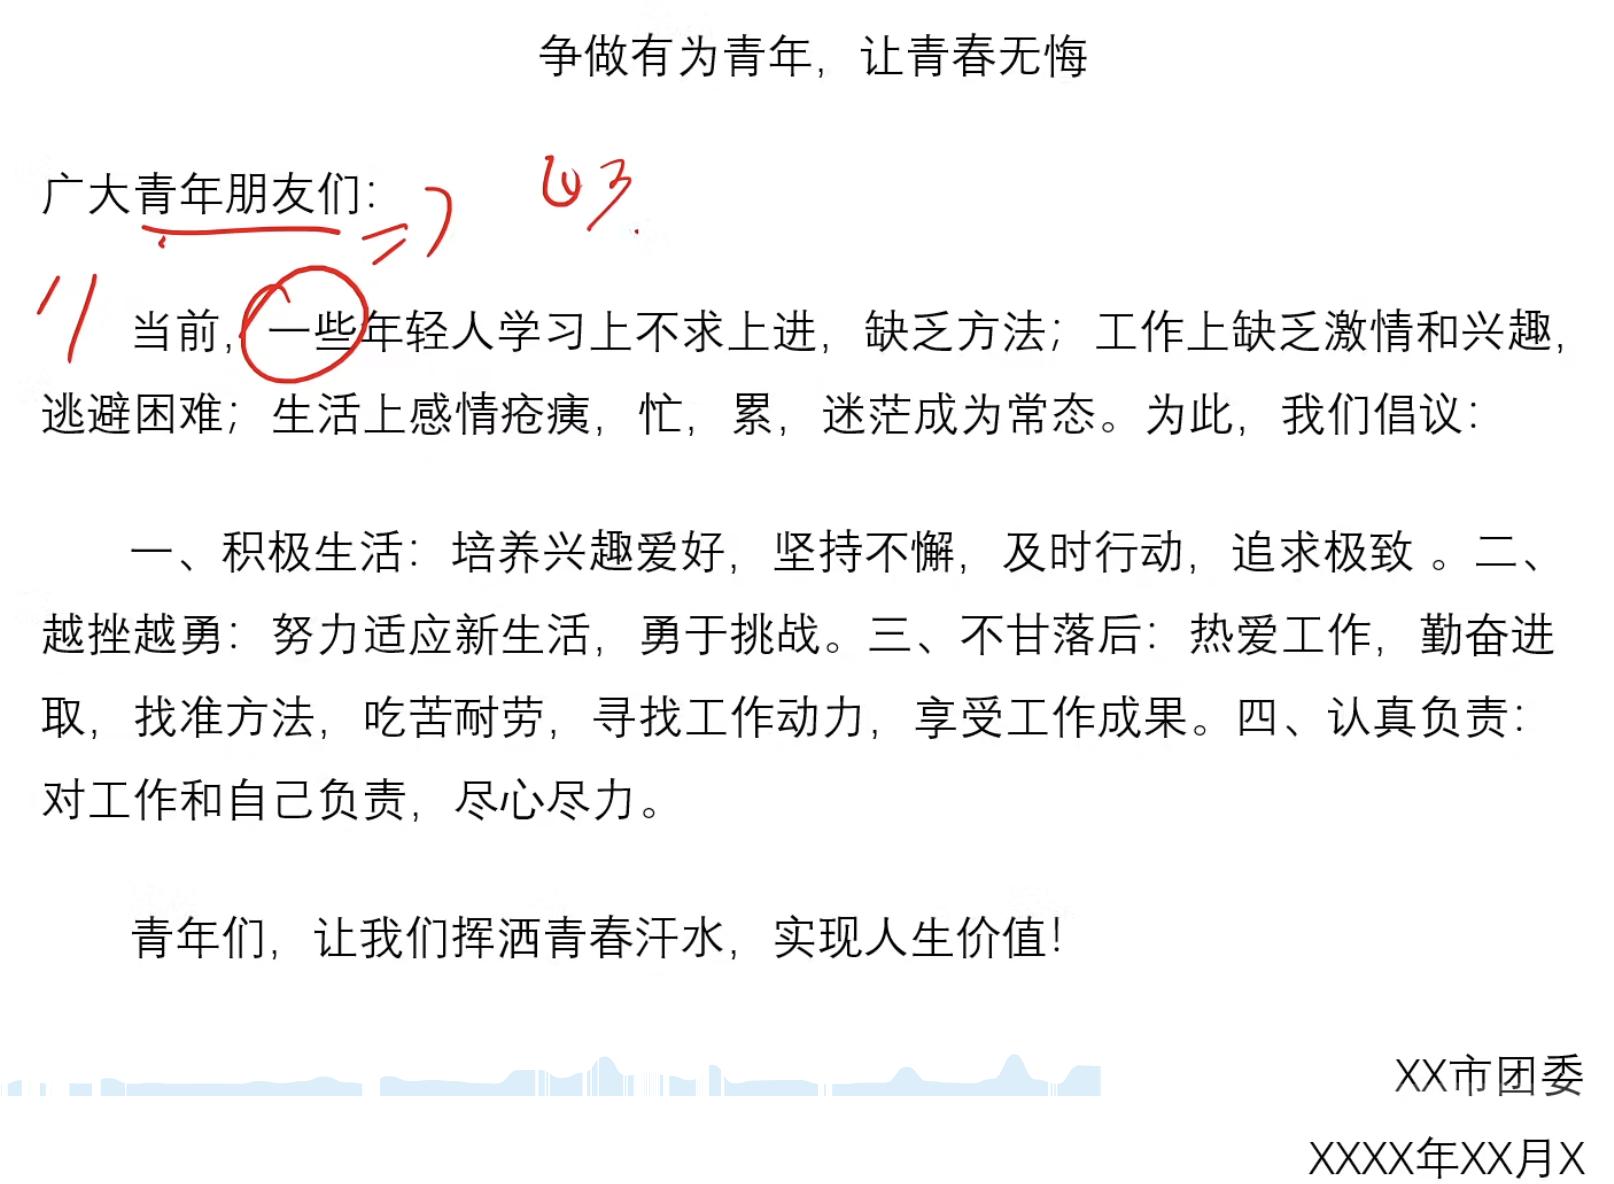 争做有为青年，让青春无悔
广大青年朋友们：
当前，一些年轻人学习上不求上进，缺乏方法；工作上缺乏激情和兴趣，
逃避困难；生活上感情疮痍，忙，累，迷茫成为常态。为此，我们倡议：
一、积极生活：培养兴趣爱好，坚持不懈，及时行动，追求极致 。二、
越挫越勇：努力适应新生活，勇于挑战。三、不甘落后：热爱工作，勤奋进
取，找准方法，吃苦耐劳，寻找工作动力，享受工作成果。四、认真负责：
对工作和自己负责，尽心尽力。
青年们，让我们挥洒青春汗水，实现人生价值！
XX市团委
XXXX年XX月X